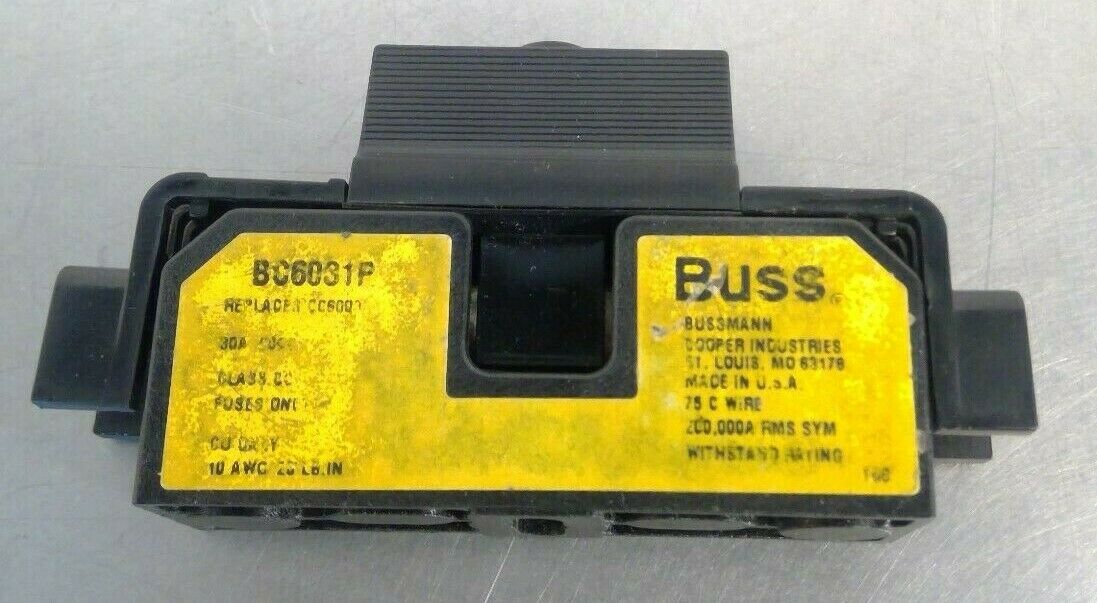 BC6031P
REPLACES CC600
30A
CLASS CC
FUSES ONLY
CU ONLY
10 AWG 20 LB.IN
Buss®
BUSSMANN
COOPER INDUSTRIES
ST. LOUIS, MO 63178
MADE IN U.S.A.
75 C WIRE
200,000A RMS SYM
WITHSTAND RATING